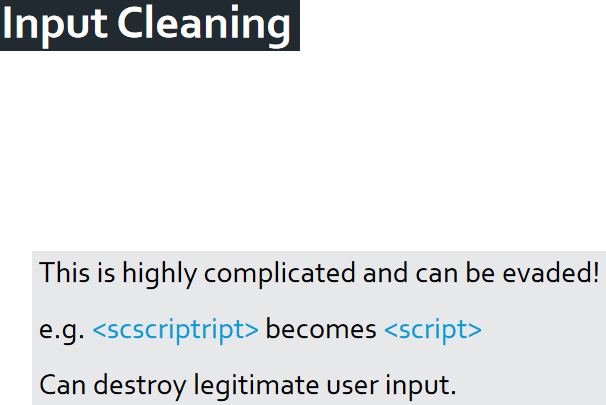 Input Cleaning
This is highly complicated and can be evaded!
e.g. <scscriptript> becomes <script>
Can destroy legitimate user input.